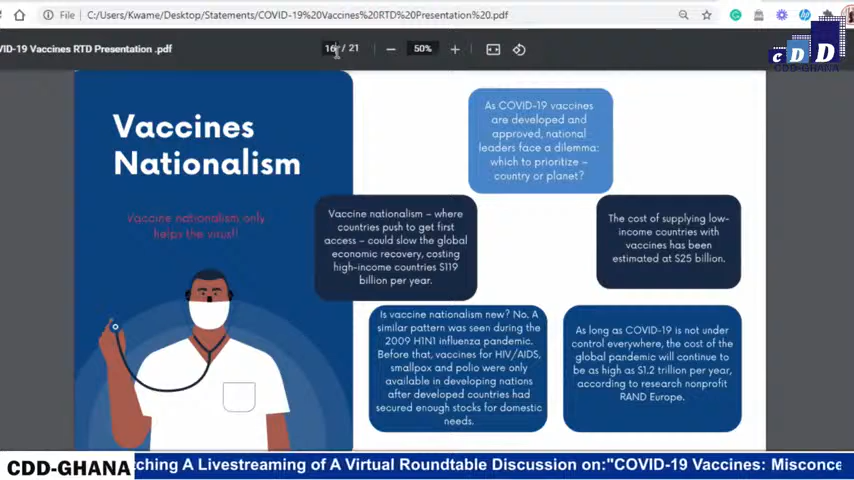 File
C:/Users/Kwame/Desktop/Statements/COVID-19%20Vaccines%20RTD%20Presentation%20.pdf
VID-19 Vaccines RTD Presentation .pdf
16 / 21
50%
cDD
CDD-GHANA
Vaccines
Nationalism
Vaccine nationalism only
helps the virus!!
As COVID-19 vaccines
are developed and
approved, national
leaders face a dilemma:
which to prioritize –
country or planet?
Vaccine nationalism – where
countries push to get first
access – could slow the global
economic recovery, costing
high-income countries $119
billion per year.
The cost of supplying low-
income countries with
vaccines has been
estimated at $25 billion.
Is vaccine nationalism new? No. A
similar pattern was seen during the
2009 H1N1 influenza pandemic.
Before that, vaccines for HIV/AIDS,
smallpox and polio were only
available in developing nations
after developed countries had
secured enough stocks for domestic
needs.
As long as COVID-19 is not under
control everywhere, the cost of the
global pandemic will continue to
be as high as $1.2 trillion per year,
according to research nonprofit
RAND Europe.
CDD-GHANA
ching A Livestreaming of A Virtual Roundtable Discussion on:"COVID-19 Vaccines: Misconce